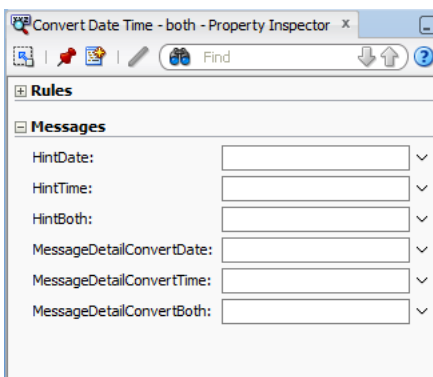 Convert Date Time - both - Property Inspector x
Find
Rules
Messages
HintDate:
HintTime:
HintBoth:
MessageDetailConvertDate:
MessageDetailConvertTime:
MessageDetailConvertBoth: